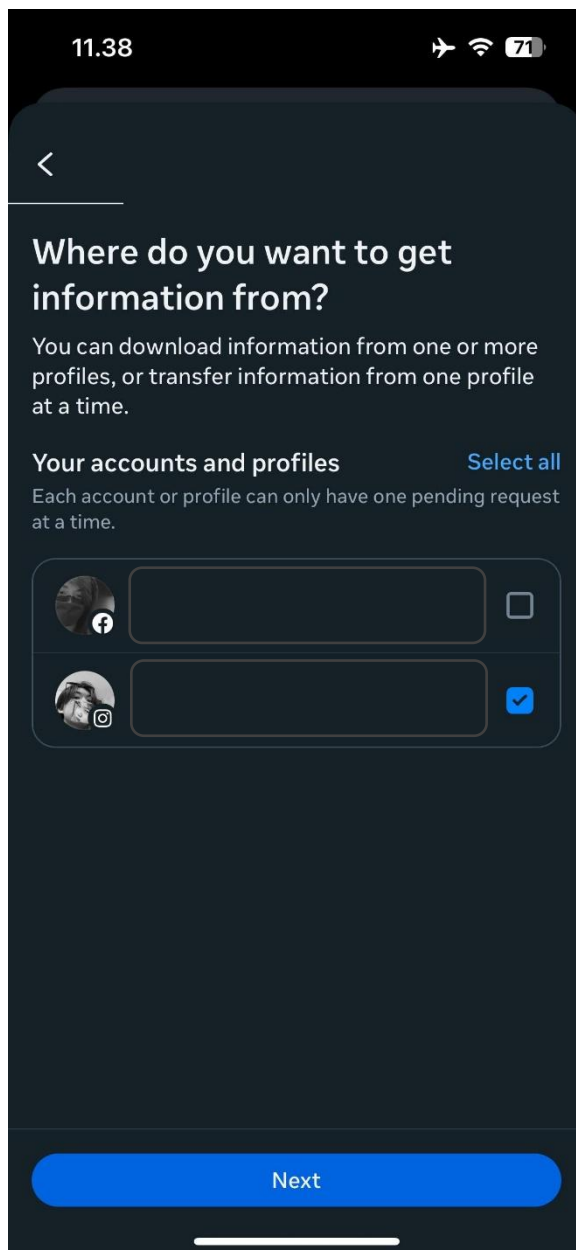 11.38
71
Where do you want to get
information from?
You can download information from one or more
profiles, or transfer information from one profile
at a time.
Your accounts and profiles
Select all
Each account or profile can only have one pending request
at a time.
Next